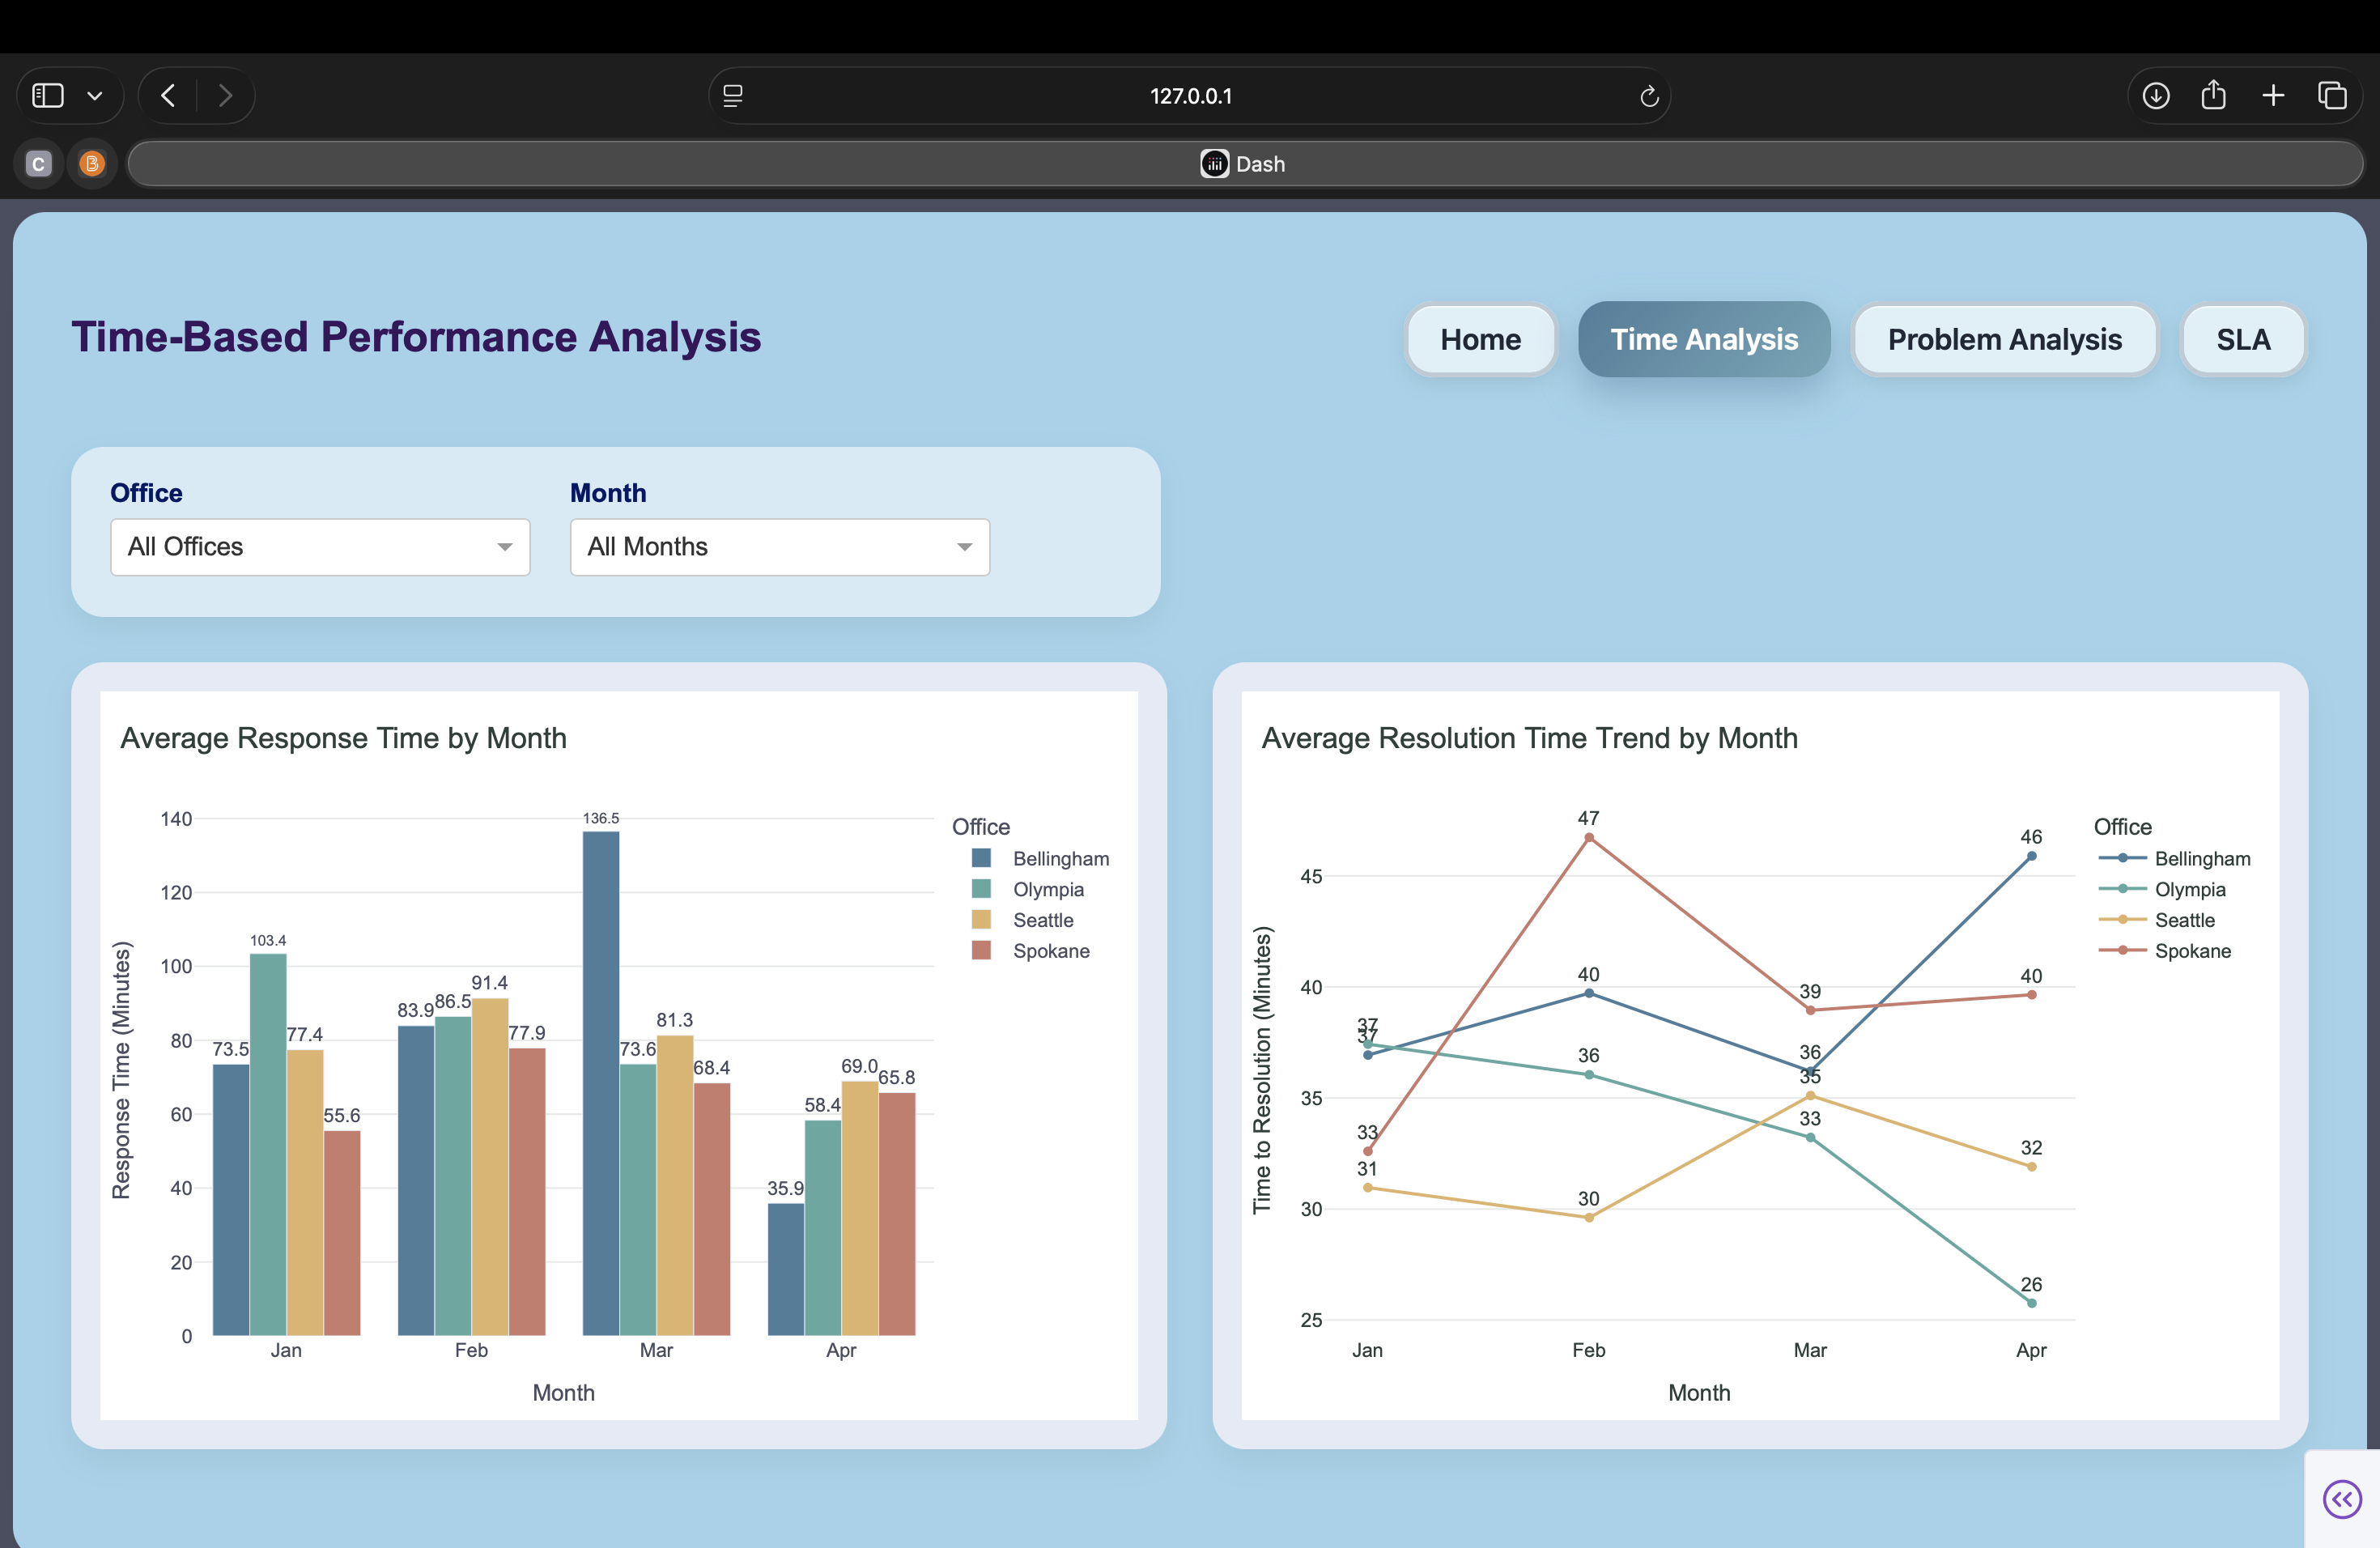 127.0.0.1
C
B
Dash
Time-Based Performance Analysis
Home
Time Analysis
Problem Analysis
SLA
Office
Month
All Offices
All Months
Average Response Time by Month
140
120
100
80
60
40
20
0
Response Time (Minutes)
73.5
103.4
77.4
55.6
83.9
86.5
91.4
77.9
136.5
73.6
81.3
68.4
35.9
58.4
69.0
65.8
Jan
Feb
Mar
Apr
Month
Office
Bellingham
Olympia
Seattle
Spokane
Average Resolution Time Trend by Month
45
40
35
30
25
Time to Resolution (Minutes)
37
37
33
31
47
40
36
30
39
36
35
33
46
40
32
26
Jan
Feb
Mar
Apr
Month
Office
Bellingham
Olympia
Seattle
Spokane